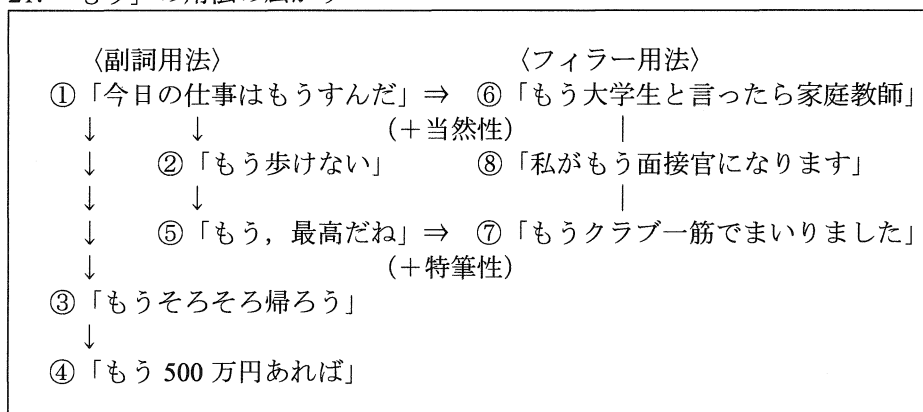 〈副詞用法〉 〈フィラー用法〉
①「今日の仕事はもうすんだ」⇒ ⑥「もう大学生と言ったら家庭教師」
↓ ↓ (+当然性) |
↓ ②「もう歩けない」 ⑧「私がもう面接官になります」
↓ ↓ |
↓ ⑤「もう，最高だね」⇒ ⑦「もうクラブ一筋でまいりました」
↓ (+特筆性)
③「もうそろそろ帰ろう」
↓
④「もう 500 万円あれば」